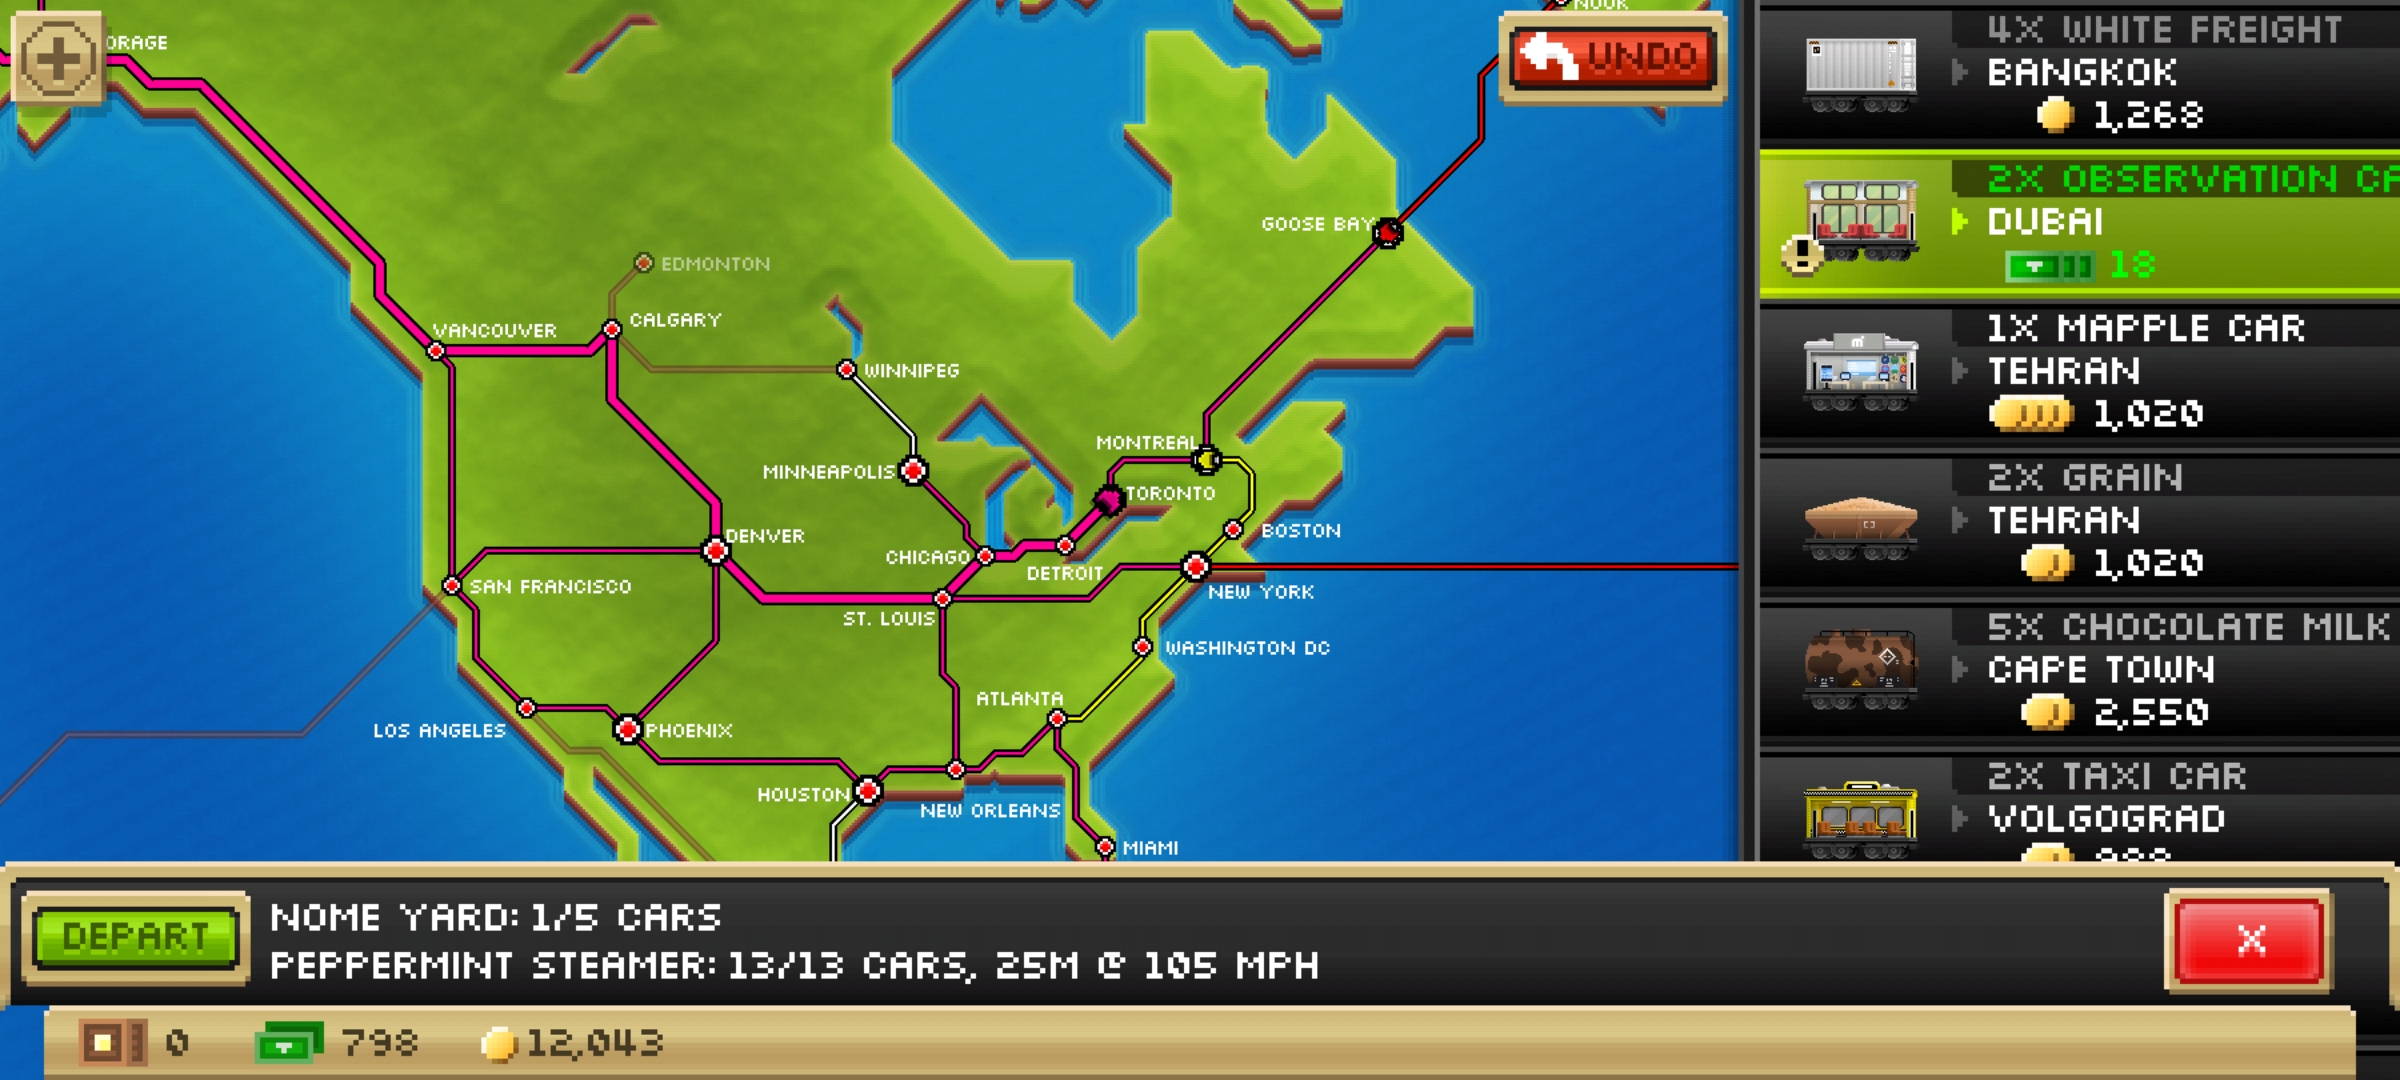 ORAGE
NOOK
UNDO
GOOSE BAY
EDMONTON
CALGARY
VANCOUVER
WINNIPEG
MONTREAL
MINNEAPOLIS
TORONTO
BOSTON
DENVER
CHICAGO
DETROIT
SAN FRANCISCO
NEW YORK
ST. LOUIS
WASHINGTON DC
ATLANTA
LOS ANGELES
PHOENIX
HOUSTON
NEW ORLEANS
MIAMI
4X WHITE FREIGHT
BANGKOK
1,268
2X OBSERVATION CA
DUBAI
18
1X MAPPLE CAR
TEHRAN
1,020
2X GRAIN
TEHRAN
1,020
5X CHOCOLATE MILK
CAPE TOWN
2,550
2X TAXI CAR
VOLGOGRAD
DEPART
NOME YARD: 1/5 CARS
PEPPERMINT STEAMER: 13/13 CARS, 25M @ 105 MPH
X
0
798
12,043